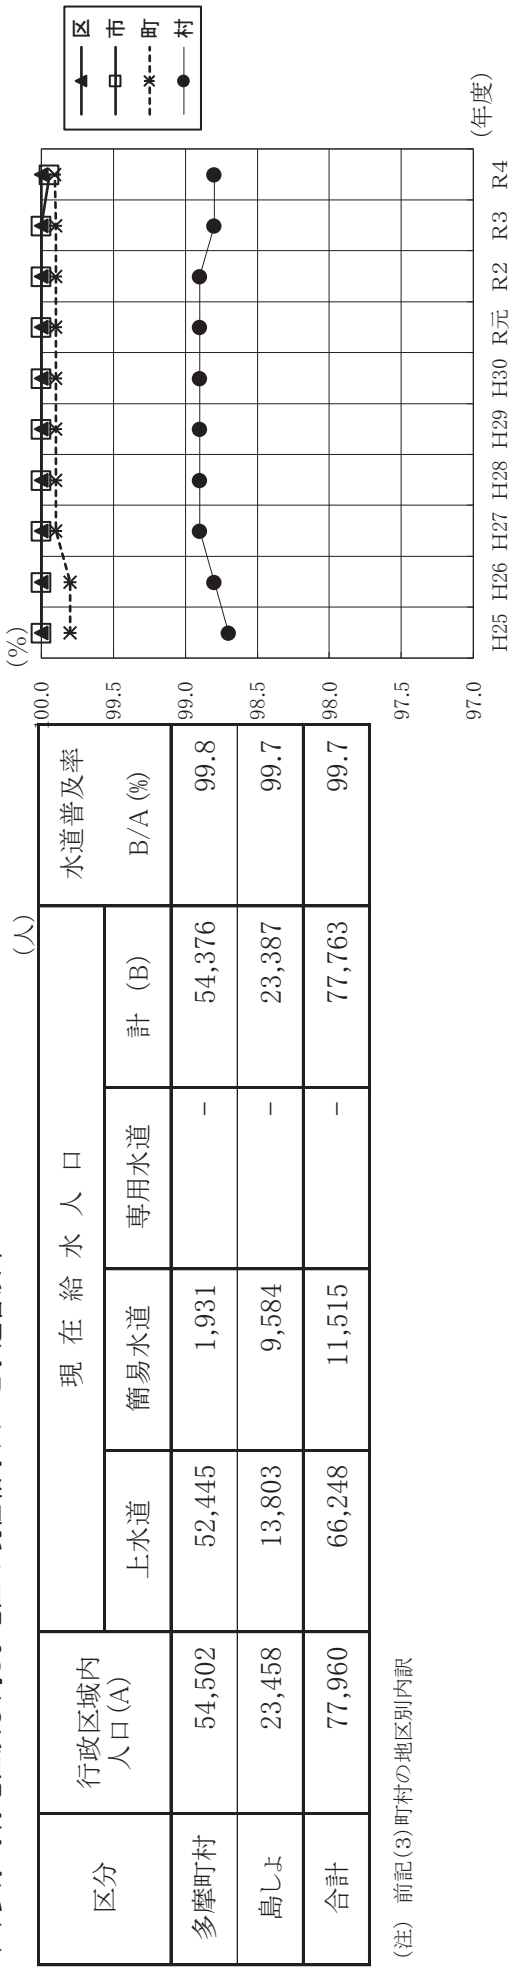 (人)
区分 行政区域内人口(A) 現在給水人口 水道普及率 B/A(%)
上水道 簡易水道 専用水道 計 (B)
多摩町村 54,502 52,445 1,931 － 54,376 99.8
島しょ 23,458 13,803 9,584 － 23,387 99.7
合計 77,960 66,248 11,515 － 77,763 99.7
(注) 前記(3)町村の地区別内訳
(%)
100.0
99.5
99.0
98.5
98.0
97.5
97.0
H25 H26 H27 H28 H29 H30 R元 R2 R3 R4
(年度)
区
市
町
村